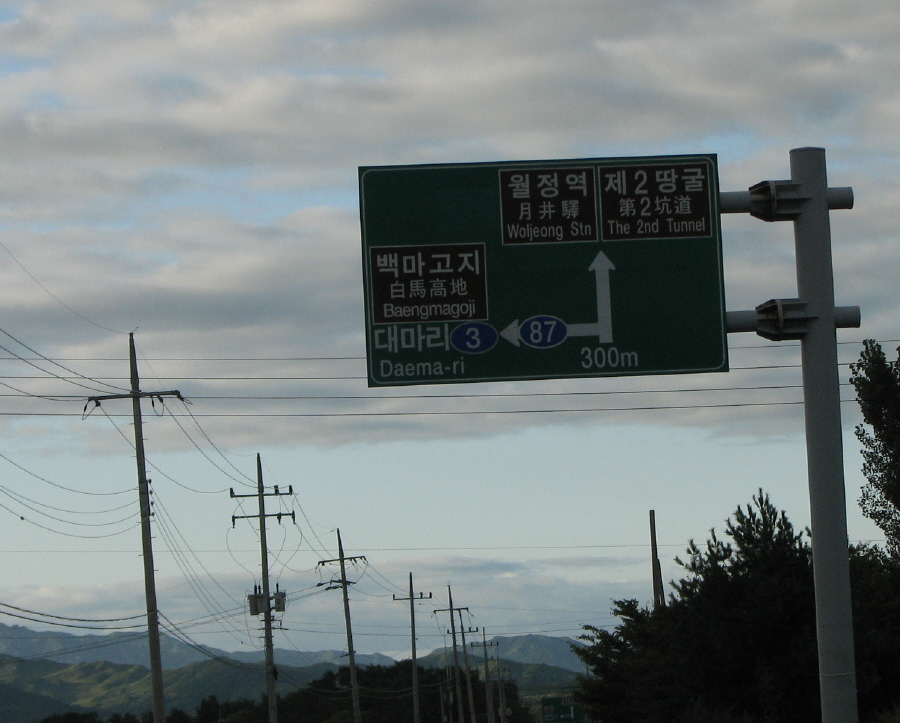 월정역
月井驛
Woljeong Stn
제2땅굴
第2坑道
The 2nd Tunnel
백마고지
白馬高地
Baengmagoji
대마리 3 87
Daema-ri
300m